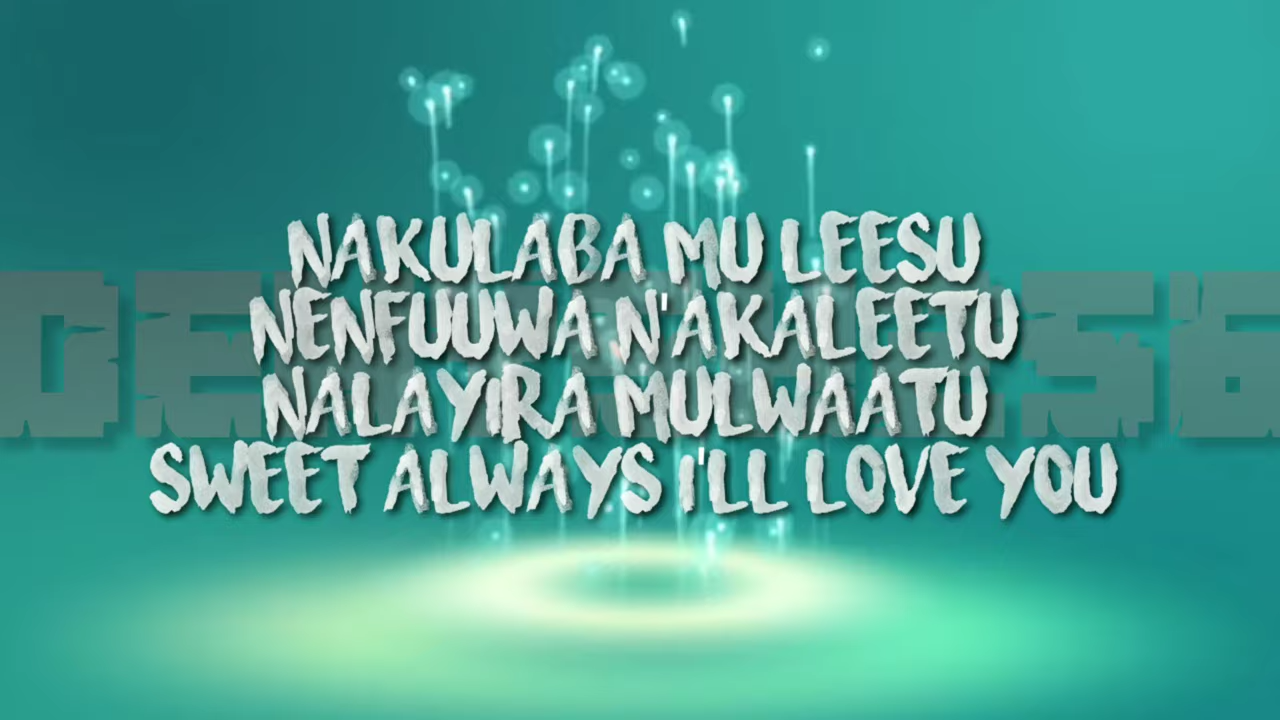 NAKULABA MU LEESU
NENFUUWA N'AKALEETU
NALAYIRA MULWAATU
SWEET ALWAYS I'LL LOVE YOU